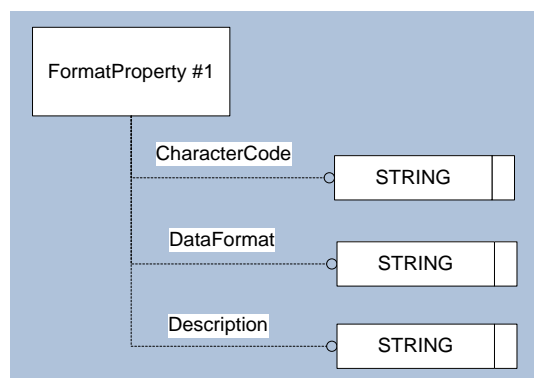 FormatProperty #1
CharacterCode
STRING
DataFormat
STRING
Description
STRING